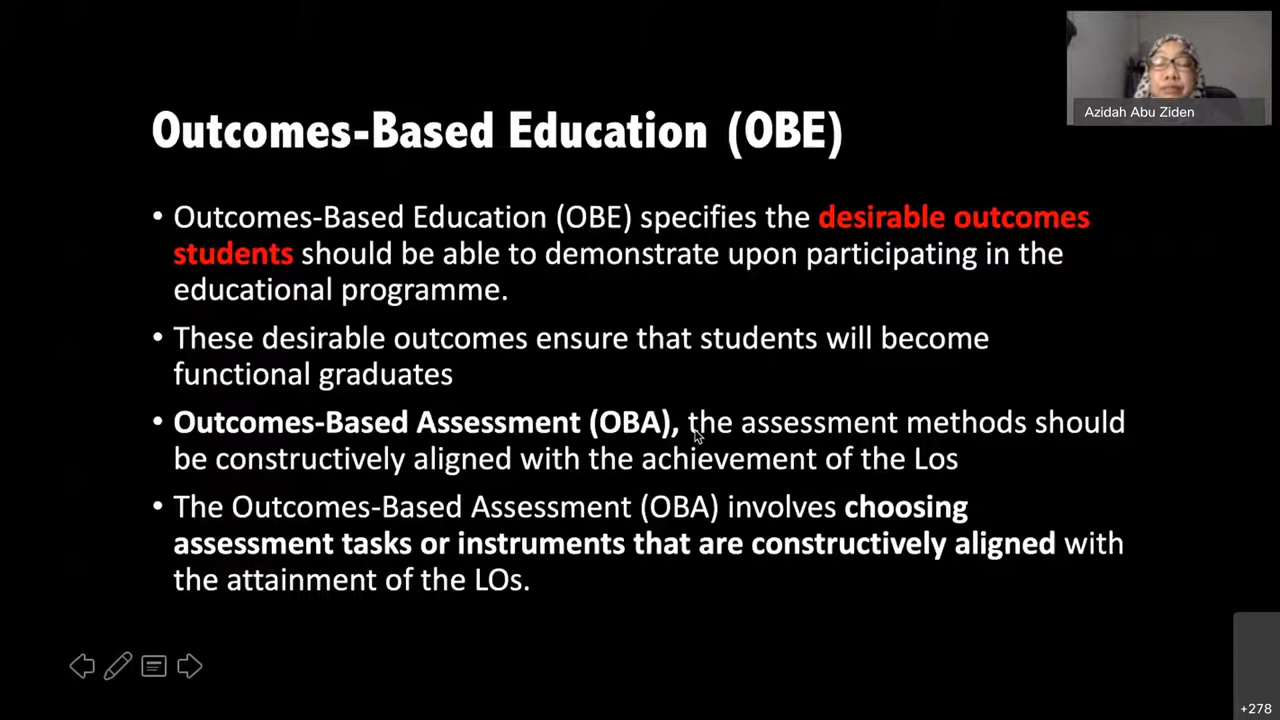 Azidah Abu Ziden
Outcomes-Based Education (OBE)
• Outcomes-Based Education (OBE) specifies the desirable outcomes
students should be able to demonstrate upon participating in the
educational programme.
• These desirable outcomes ensure that students will become
functional graduates
• Outcomes-Based Assessment (OBA), the assessment methods should
be constructively aligned with the achievement of the Los
• The Outcomes-Based Assessment (OBA) involves choosing
assessment tasks or instruments that are constructively aligned with
the attainment of the LOs.
+278